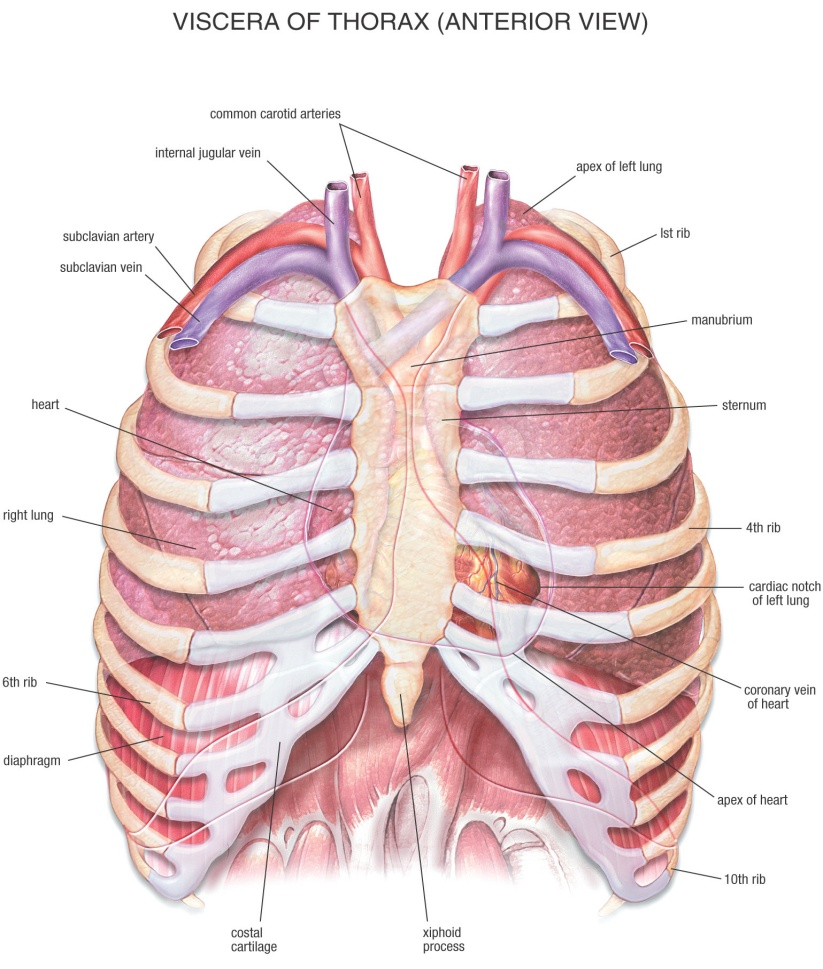 VISCERA OF THORAX (ANTERIOR VIEW)
common carotid arteries
internal jugular vein
apex of left lung
subclavian artery
lst rib
subclavian vein
manubrium
heart
sternum
right lung
4th rib
cardiac notch
of left lung
6th rib
coronary vein
of heart
diaphragm
apex of heart
10th rib
costal
cartilage
xiphoid
process